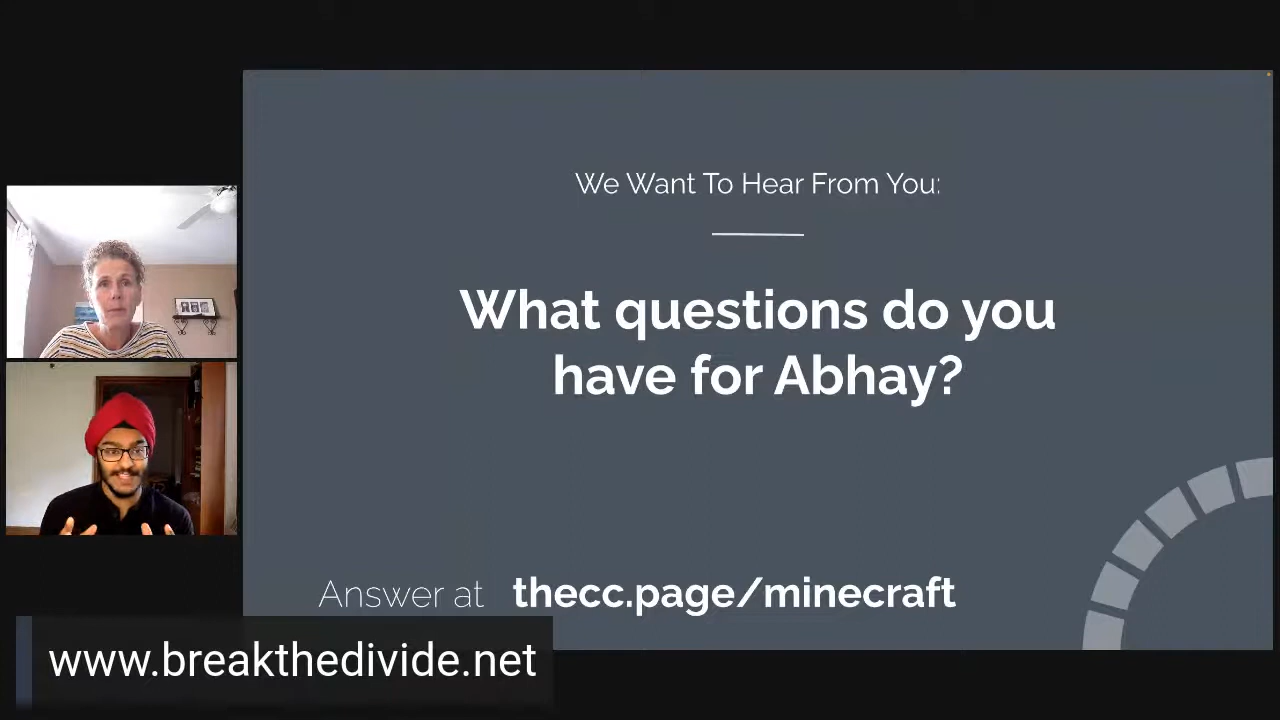 We Want To Hear From You:
What questions do you
have for Abhay?
Answer at thecc.page/minecraft
www.breakthedivide.net